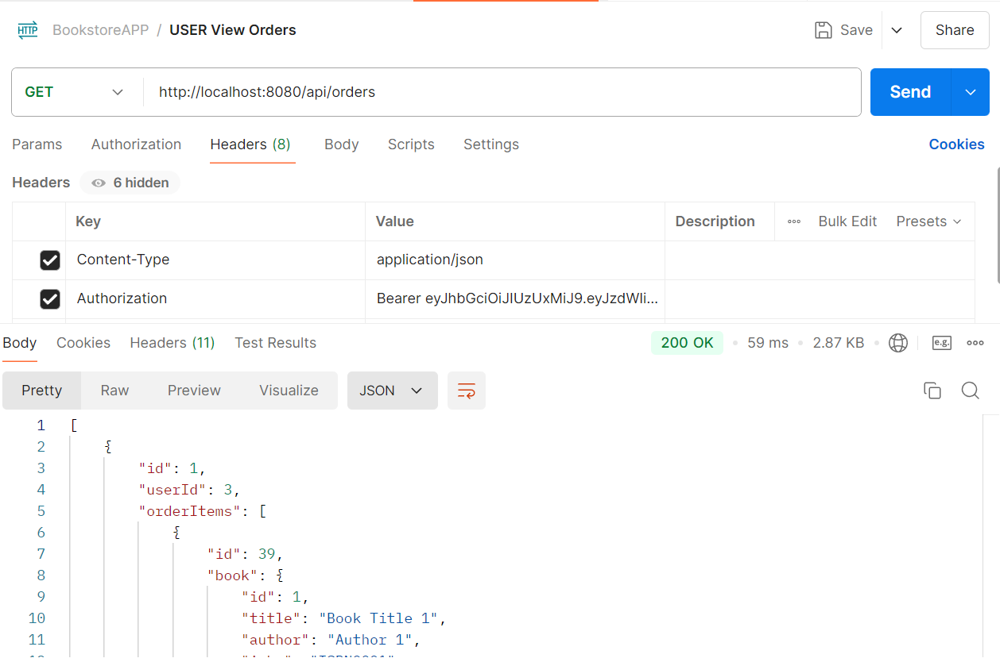 HTTP BookstoreAPP / USER View Orders Save Share
GET http://localhost:8080/api/orders Send
Params Authorization Headers (8) Body Scripts Settings Cookies
Headers 6 hidden
Key Value Description Bulk Edit Presets
Content-Type application/json
Authorization Bearer eyJhbGciOiJIUzUxMiJ9.eyJzdWIi...
Body Cookies Headers (11) Test Results 200 OK 59 ms 2.87 KB e.g.
Pretty Raw Preview Visualize JSON
1 [
2 {
3 "id": 1,
4 "userId": 3,
5 "orderItems": [
6 {
7 "id": 39,
8 "book": {
9 "id": 1,
10 "title": "Book Title 1",
11 "author": "Author 1",